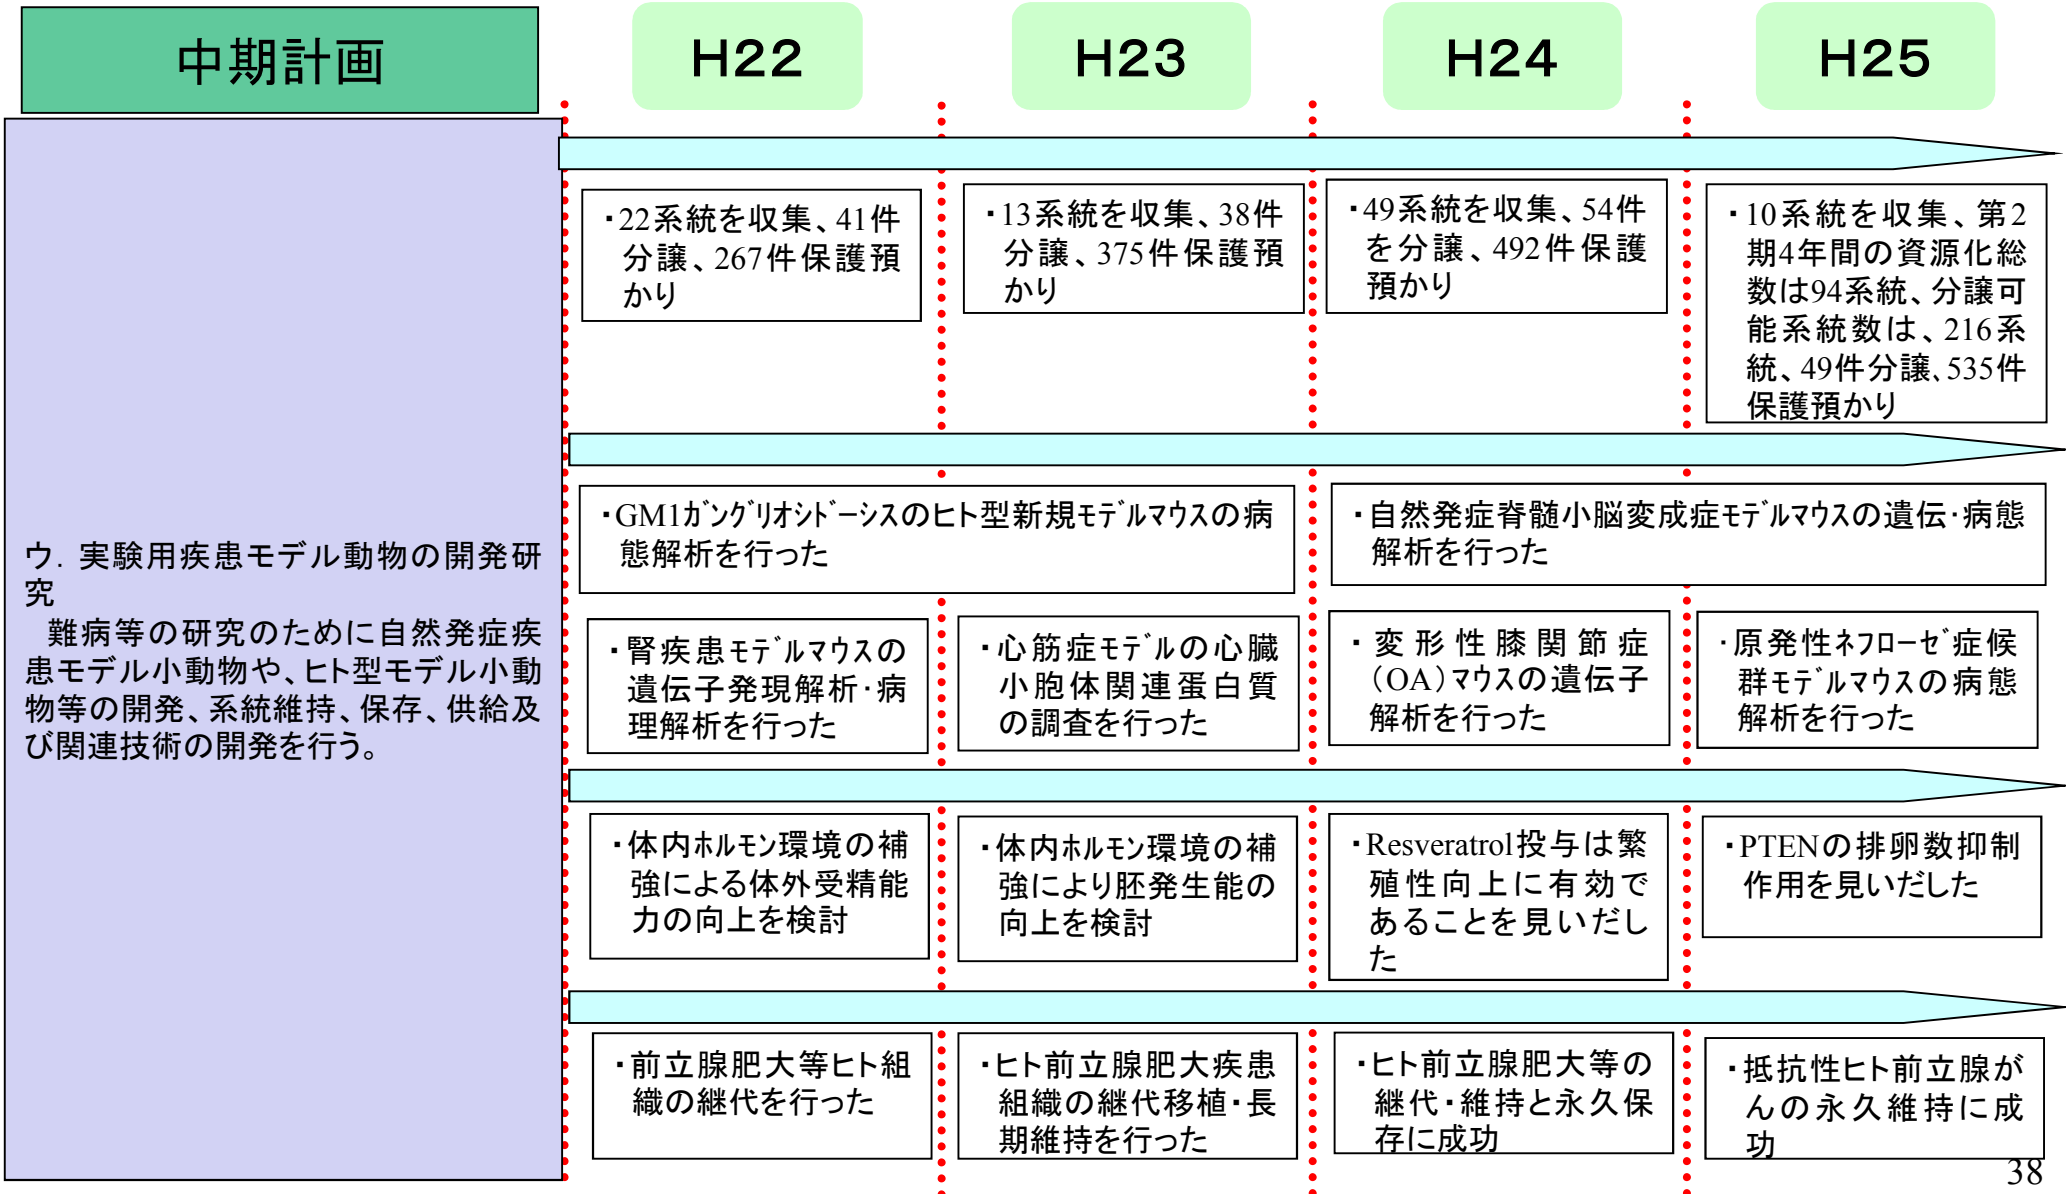 中期計画
H22
H23
H24
H25
ウ．実験用疾患モデル動物の開発研
究
難病等の研究のために自然発症疾
患モデル小動物や、ヒト型モデル小動
物等の開発、系統維持、保存、供給及
び関連技術の開発を行う。
・22系統を収集、41件
分譲、267件保護預
かり
・13系統を収集、38件
分譲、375件保護預
かり
・49系統を収集、54件
を分譲、492件保護
預かり
・10系統を収集、第2
期4年間の資源化総
数は94系統、分譲可
能系統数は、216系
統、49件分譲、535件
保護預かり
・GM1ｶﾞﾝｸﾞﾘｵｼﾄﾞｰｼｽのヒト型新規ﾓﾃﾞﾙﾏｳｽの病
態解析を行った
・自然発症脊髄小脳変成症ﾓﾃﾞﾙﾏｳｽの遺伝・病態
解析を行った
・腎疾患ﾓﾃﾞﾙﾏｳｽの
遺伝子発現解析・病
理解析を行った
・心筋症ﾓﾃﾞﾙの心臓
小胞体関連蛋白質
の調査を行った
・変形性膝関節症
（OA）ﾏｳｽの遺伝子
解析を行った
・原発性ﾈﾌﾛｰｾﾞ症候
群ﾓﾃﾞﾙﾏｳｽの病態
解析を行った
・体内ﾎﾙﾓﾝ環境の補
強による体外受精能
力の向上を検討
・体内ﾎﾙﾓﾝ環境の補
強により胚発生能の
向上を検討
・Resveratrol投与は繁
殖性向上に有効で
あることを見いだし
た
・PTENの排卵数抑制
作用を見いだした
・前立腺肥大等ヒト組
織の継代を行った
・ヒト前立腺肥大疾患
組織の継代移植・長
期維持を行った
・ヒト前立腺肥大等の
継代・維持と永久保
存に成功
・抵抗性ヒト前立腺が
んの永久維持に成
功
38